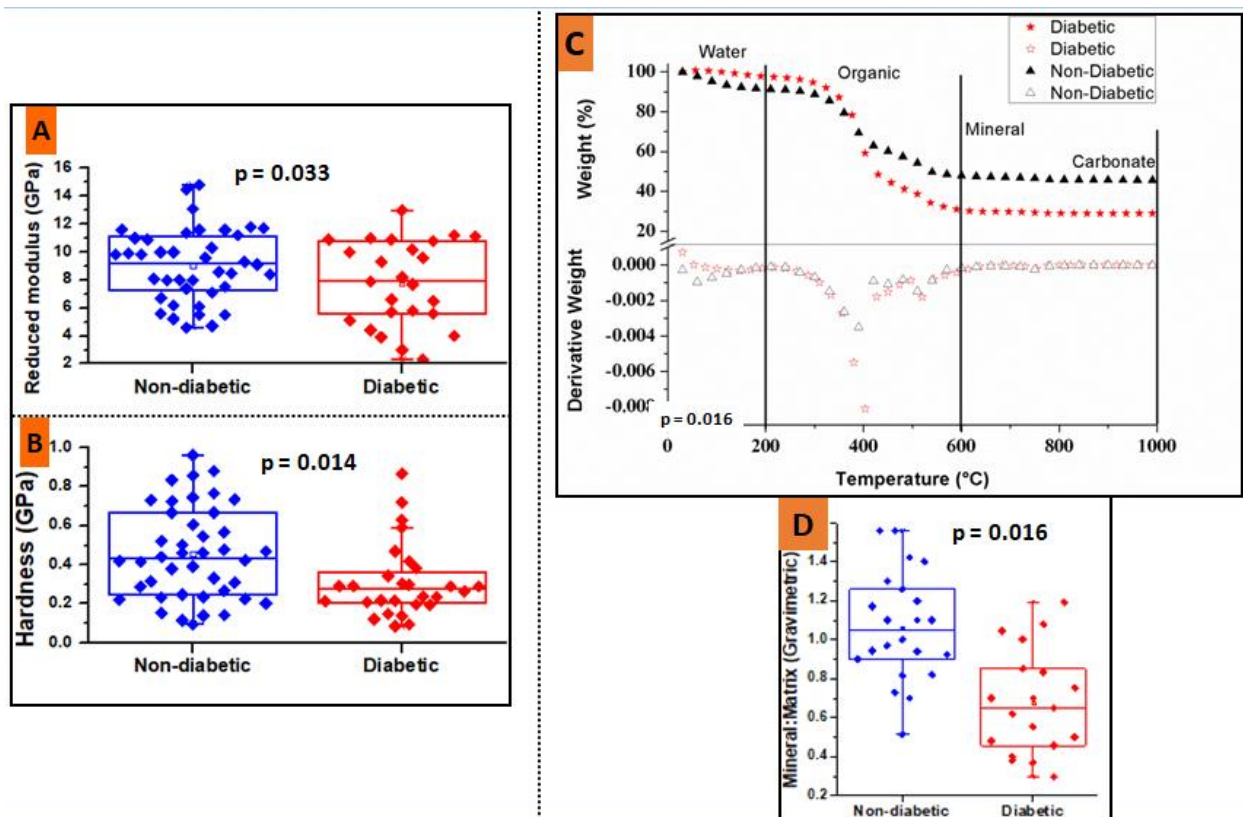 A
Reduced modulus (GPa)
16
14
12
10
8
6
4
2
p = 0.033
Non-diabetic
Diabetic
B
Hardness (GPa)
1.0
0.8
0.6
0.4
0.2
0.0
p = 0.014
Non-diabetic
Diabetic
C
Diabetic
Diabetic
Non-Diabetic
Non-Diabetic
Water
Organic
Mineral
Carbonate
Weight (%)
100
80
60
40
20
Derivative Weight
0.000
-0.002
-0.004
-0.006
p = 0.016
0
200
400
600
800
1000
Temperature (°C)
D
Mineral:Matrix (Gravimetric)
1.4
1.2
1.0
0.8
0.6
0.4
0.2
p = 0.016
Non-diabetic
Diabetic